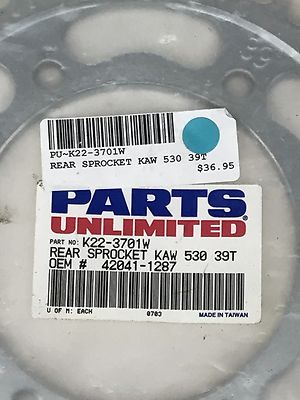 PU~K22-3701W
REAR SPROCKET KAW 530 39T
$36.95
PARTS
UNLIMITED®
PART NO: K22-3701W
REAR SPROCKET KAW 530 39T
OEM # 42041-1287
U OF M: EACH 0703 MADE IN TAIWAN